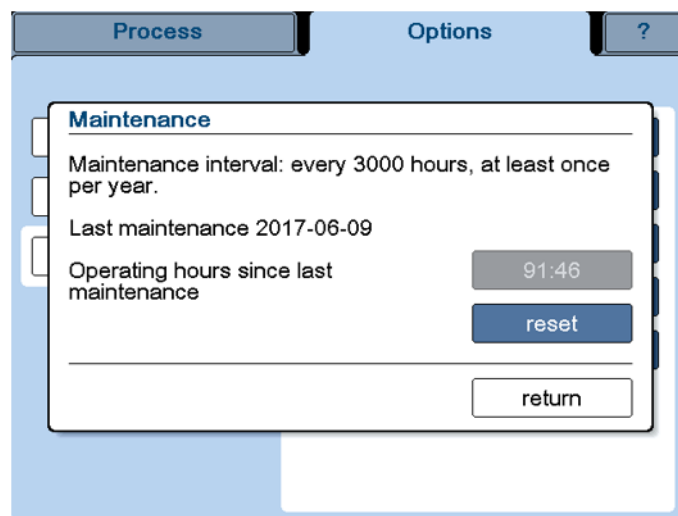 Process
Options
?
Maintenance
Maintenance interval: every 3000 hours, at least once
per year.
Last maintenance 2017-06-09
Operating hours since last
maintenance
91:46
reset
return